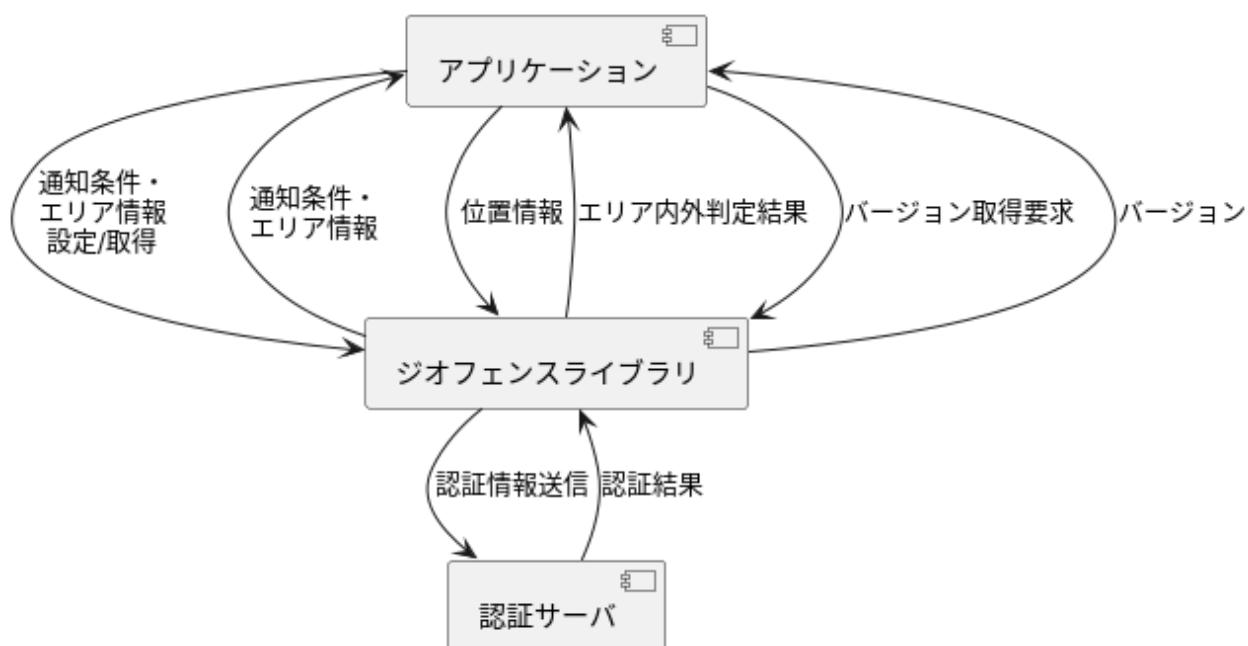 アプリケーション
通知条件・
エリア情報
設定/取得
通知条件・
エリア情報
位置情報
エリア内外判定結果
バージョン取得要求
バージョン
ジオフェンスライブラリ
認証情報送信
認証結果
認証サーバ